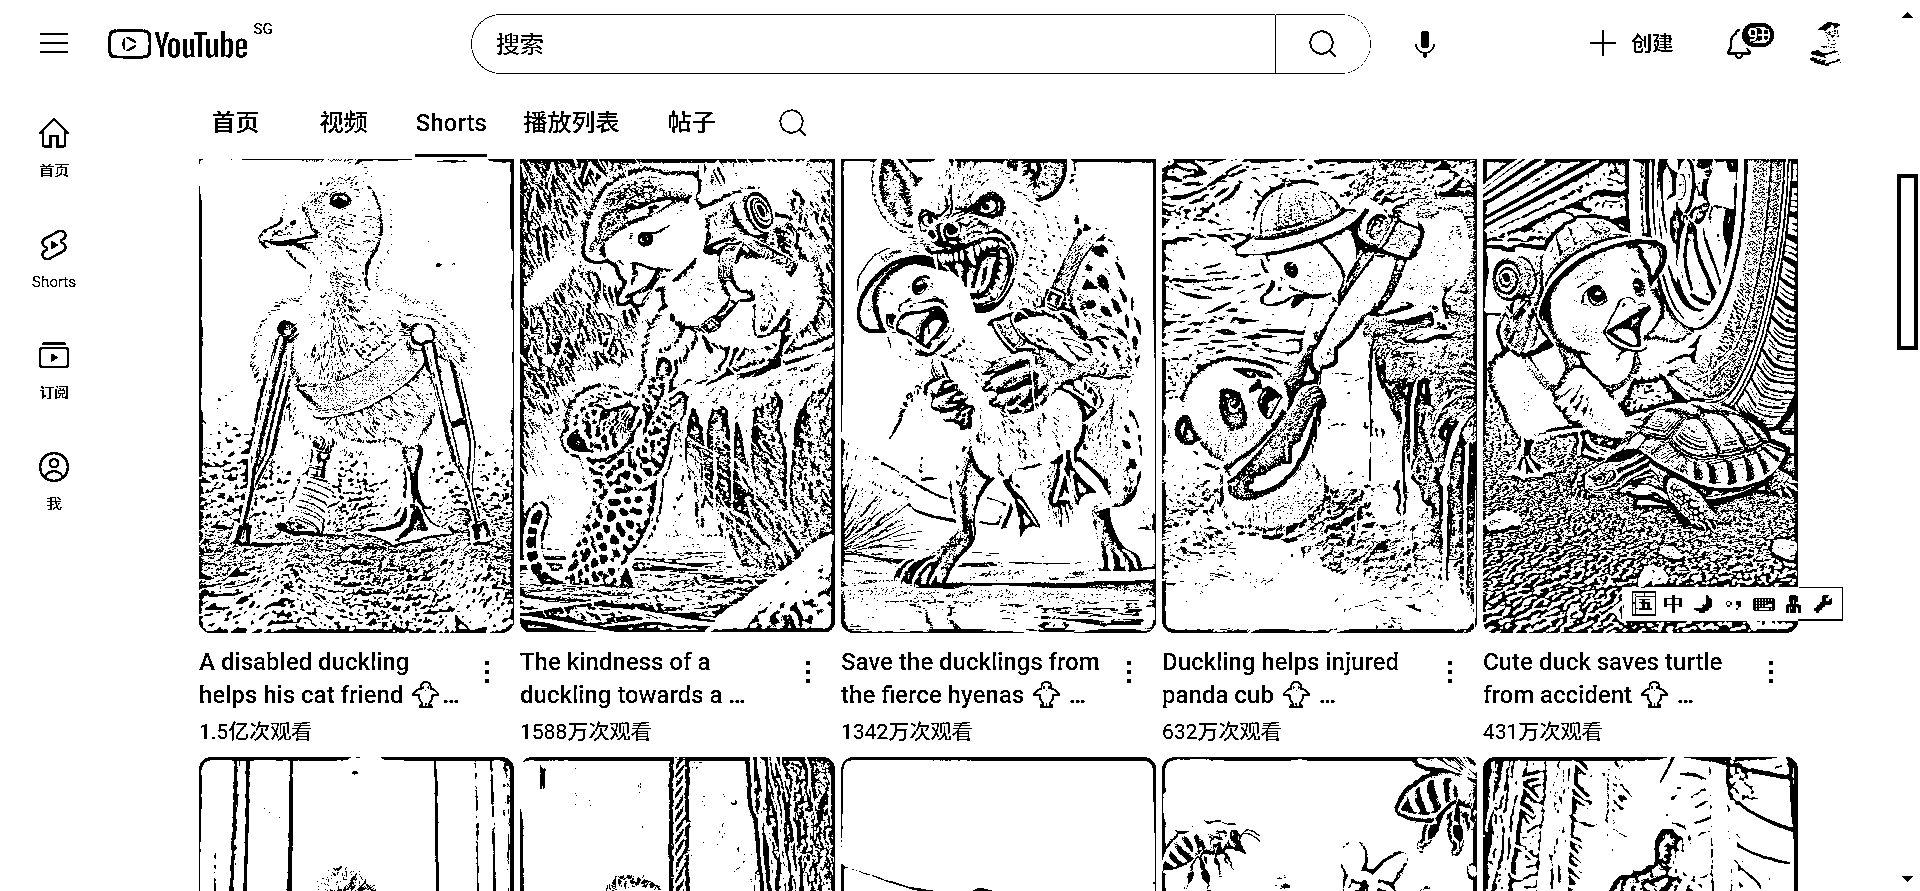 YouTube SG
搜索
创建
9+
首页
视频
Shorts
播放列表
帖子
首页
Shorts
订阅
我
五 中
A disabled duckling
helps his cat friend 🐥...
1.5亿次观看
The kindness of a
duckling towards a ...
1588万次观看
Save the ducklings from
the fierce hyenas 🐥 ...
1342万次观看
Duckling helps injured
panda cub 🐥 ...
632万次观看
Cute duck saves turtle
from accident 🐥 ...
431万次观看